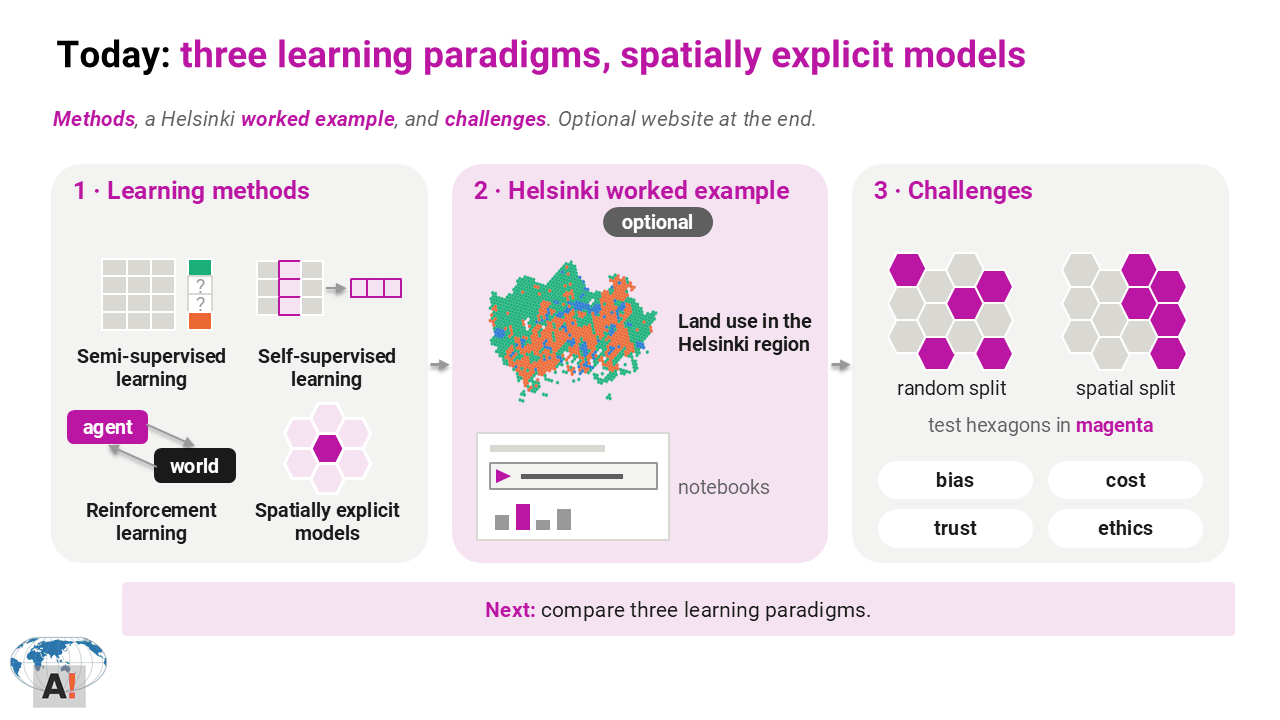 Today: three learning paradigms, spatially explicit models
Methods, a Helsinki worked example, and challenges. Optional website at the end.
1 · Learning methods
?
?
Semi-supervised
learning
Self-supervised
learning
agent
world
Reinforcement
learning
Spatially explicit
models
2 · Helsinki worked example
optional
Land use in the
Helsinki region
notebooks
3 · Challenges
random split
spatial split
test hexagons in magenta
bias
cost
trust
ethics
Next: compare three learning paradigms.
A!